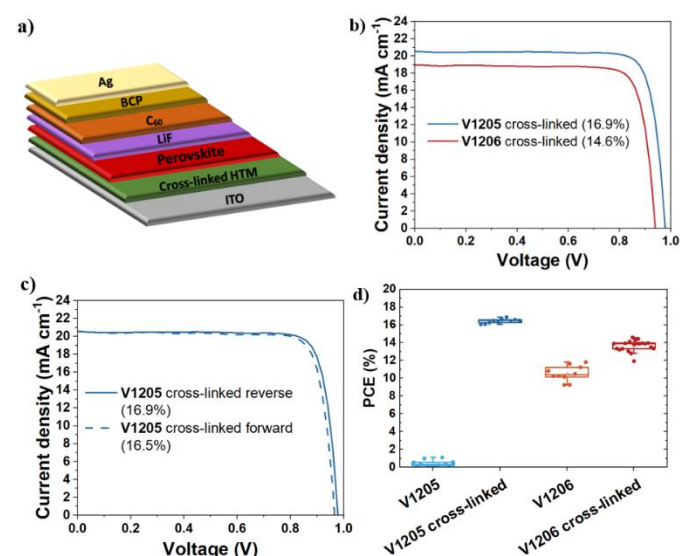 a)
Ag
BCP
C₆₀
LiF
Perovskite
Cross-linked HTM
ITO
b)
Current density (mA cm⁻¹)
24
22
20
18
16
14
12
10
8
6
4
2
0
V1205 cross-linked (16.9%)
V1206 cross-linked (14.6%)
0.0
0.2
0.4
0.6
0.8
1.0
Voltage (V)
c)
Current density (mA cm⁻¹)
24
22
20
18
16
14
12
10
8
6
4
2
0
V1205 cross-linked reverse
(16.9%)
V1205 cross-linked forward
(16.5%)
0.0
0.2
0.4
0.6
0.8
1.0
Voltage (V)
d)
PCE (%)
20
18
16
14
12
10
8
6
4
2
0
V1205
V1205 cross-linked
V1206
V1206 cross-linked